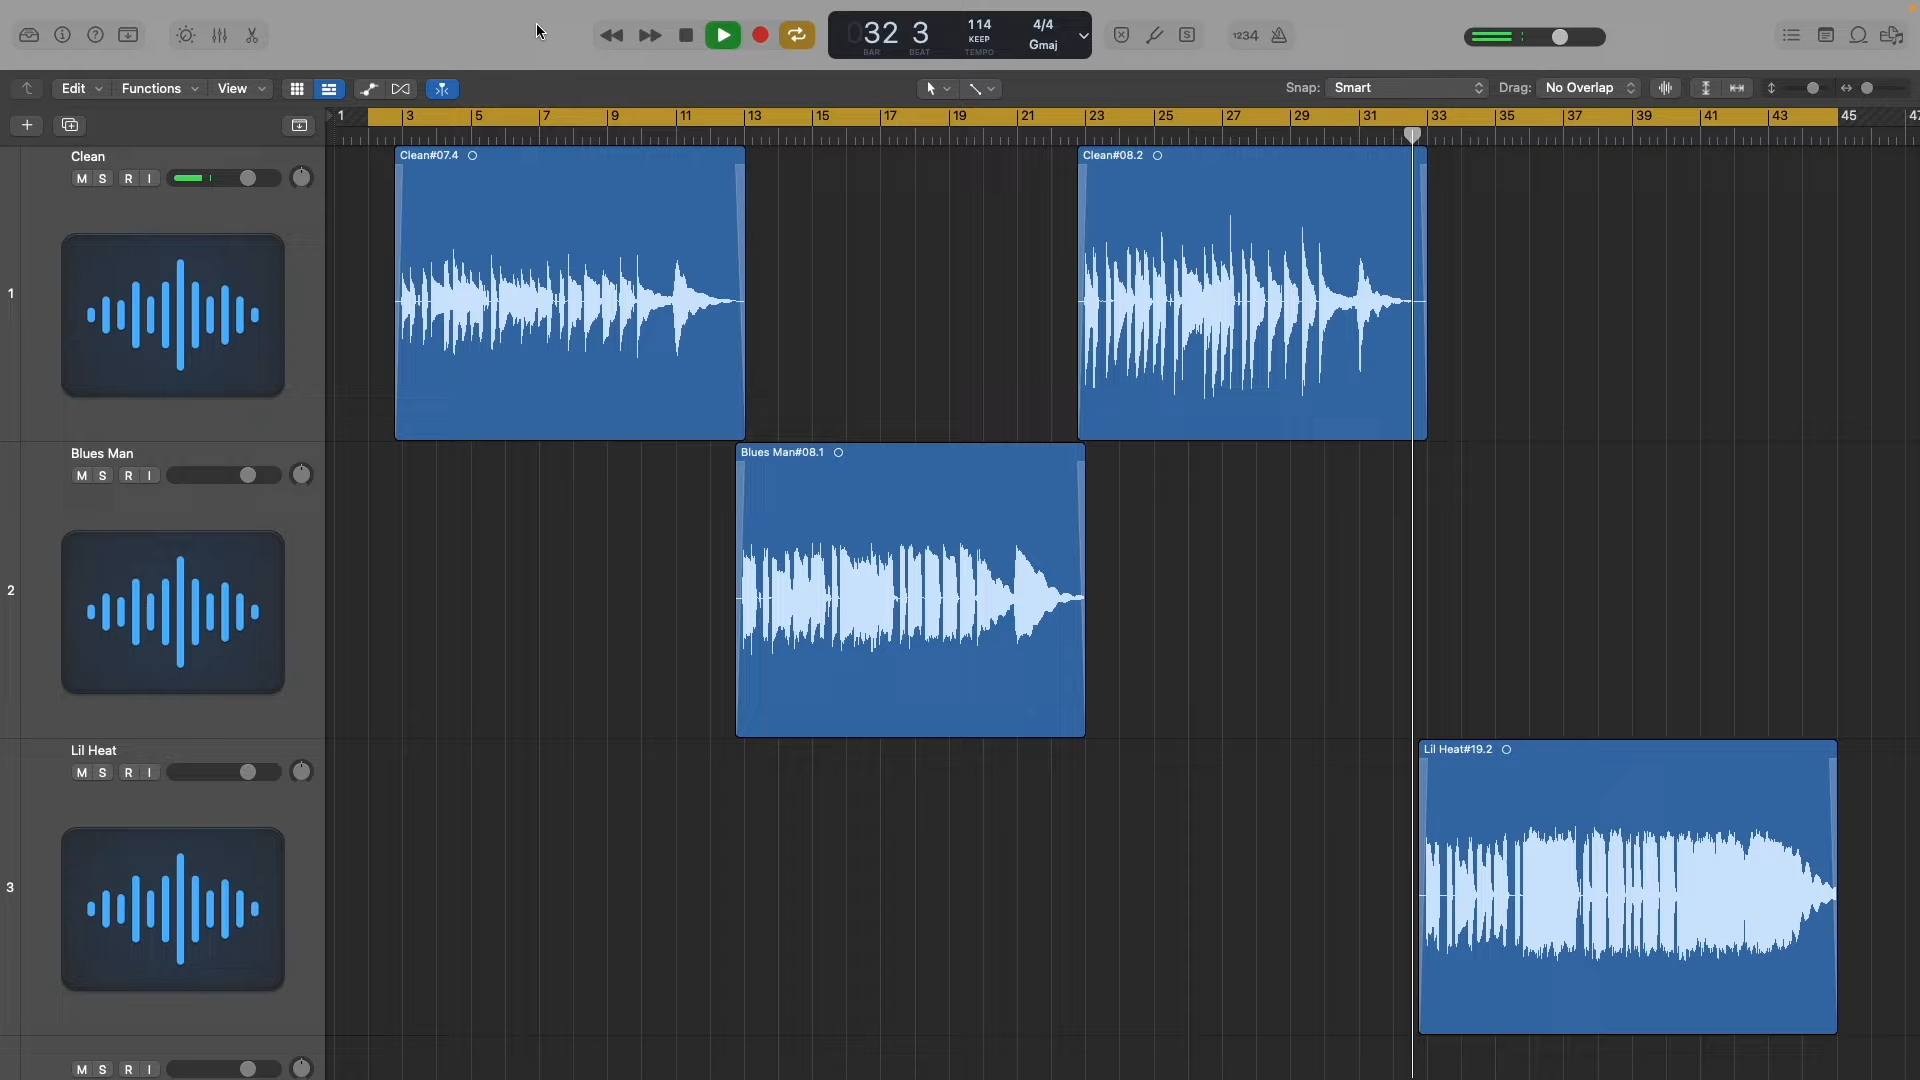 32 3 114 4/4
KEEP Gmaj
BAR BEAT TEMPO
1234
S
Edit Functions View Snap: Smart Drag: No Overlap
1 3 5 7 9 11 13 15 17 19 21 23 25 27 29 31 33 35 37 39 41 43 45 47
Clean
M S R I
Clean#07.4
Clean#08.2
1
Blues Man
M S R I
Blues Man#08.1
2
Lil Heat
M S R I
Lil Heat#19.2
3
M S R I